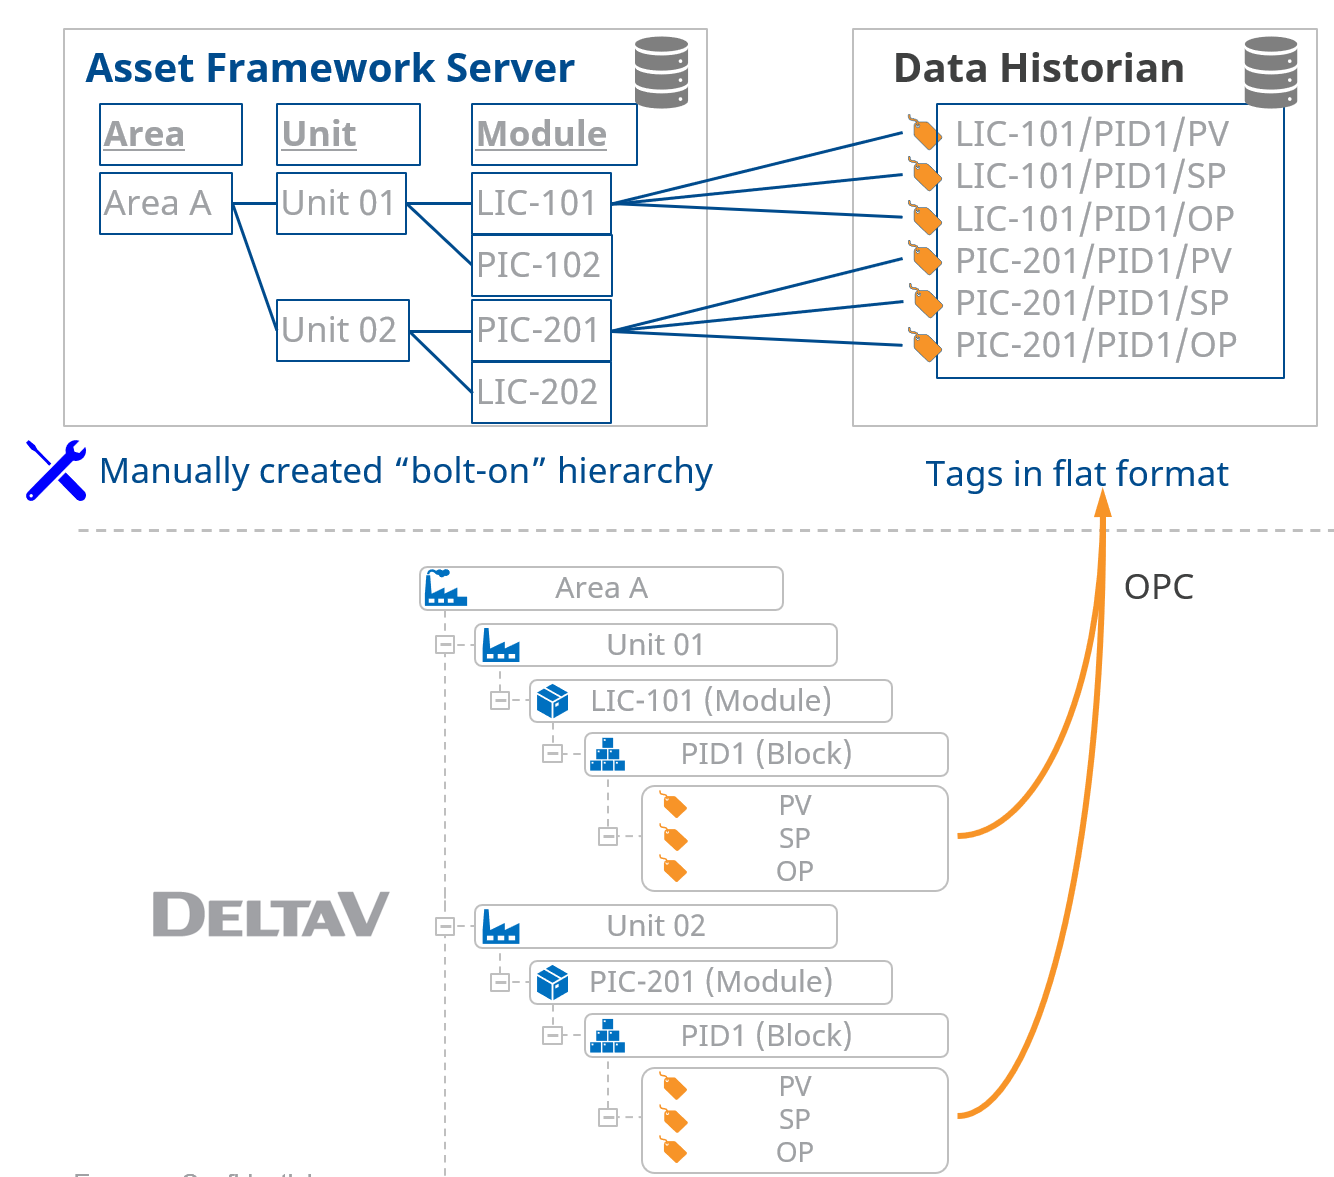 Asset Framework Server
Area
Unit
Module
Area A
Unit 01
LIC-101
PIC-102
Unit 02
PIC-201
LIC-202
Data Historian
LIC-101/PID1/PV
LIC-101/PID1/SP
LIC-101/PID1/OP
PIC-201/PID1/PV
PIC-201/PID1/SP
PIC-201/PID1/OP
Manually created “bolt-on” hierarchy
Tags in flat format
OPC
Area A
Unit 01
LIC-101 (Module)
PID1 (Block)
PV
SP
OP
DELTAV
Unit 02
PIC-201 (Module)
PID1 (Block)
PV
SP
OP